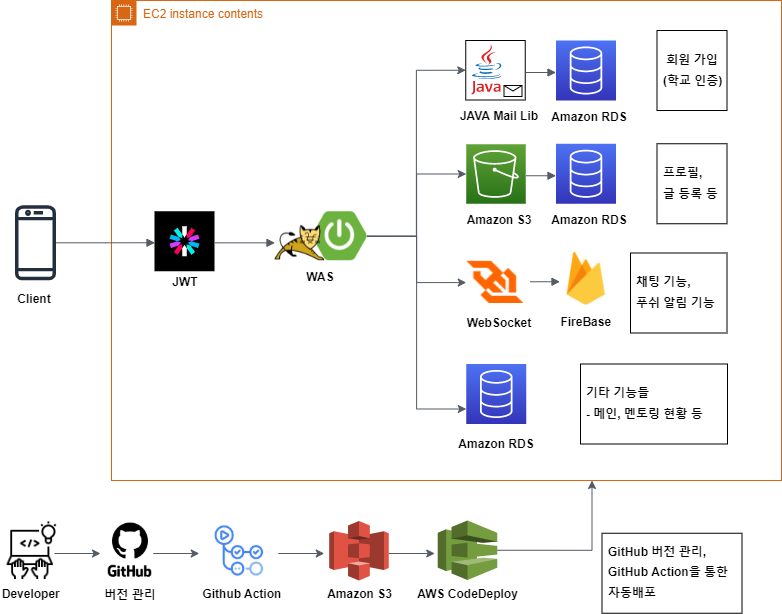 EC2 instance contents
Java
JAVA Mail Lib
Amazon RDS
회원 가입
(학교 인증)
Amazon S3
Amazon RDS
프로필,
글 등록 등
Client
JWT
WAS
WebSocket
FireBase
채팅 기능,
푸쉬 알림 기능
Amazon RDS
기타 기능들
- 메인, 멘토링 현황 등
Developer
GitHub
버전 관리
Github Action
Amazon S3
AWS CodeDeploy
GitHub 버전 관리,
GitHub Action을 통한
자동배포